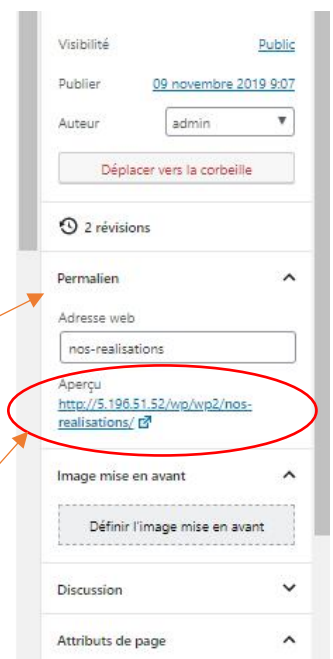 Visibilité Public
Publier 09 novembre 2019 9:07
Auteur admin
Déplacer vers la corbeille
2 révisions
Permalien
Adresse web
nos-realisations
Aperçu
http://5.196.51.52/wp/wp2/nos-
realisations/
Image mise en avant
Définir l'image mise en avant
Discussion
Attributs de page